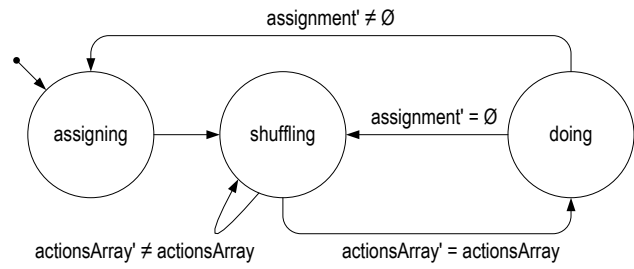 assignment' ≠ Ø
assigning
shuffling
assignment' = Ø
doing
actionsArray' ≠ actionsArray
actionsArray' = actionsArray